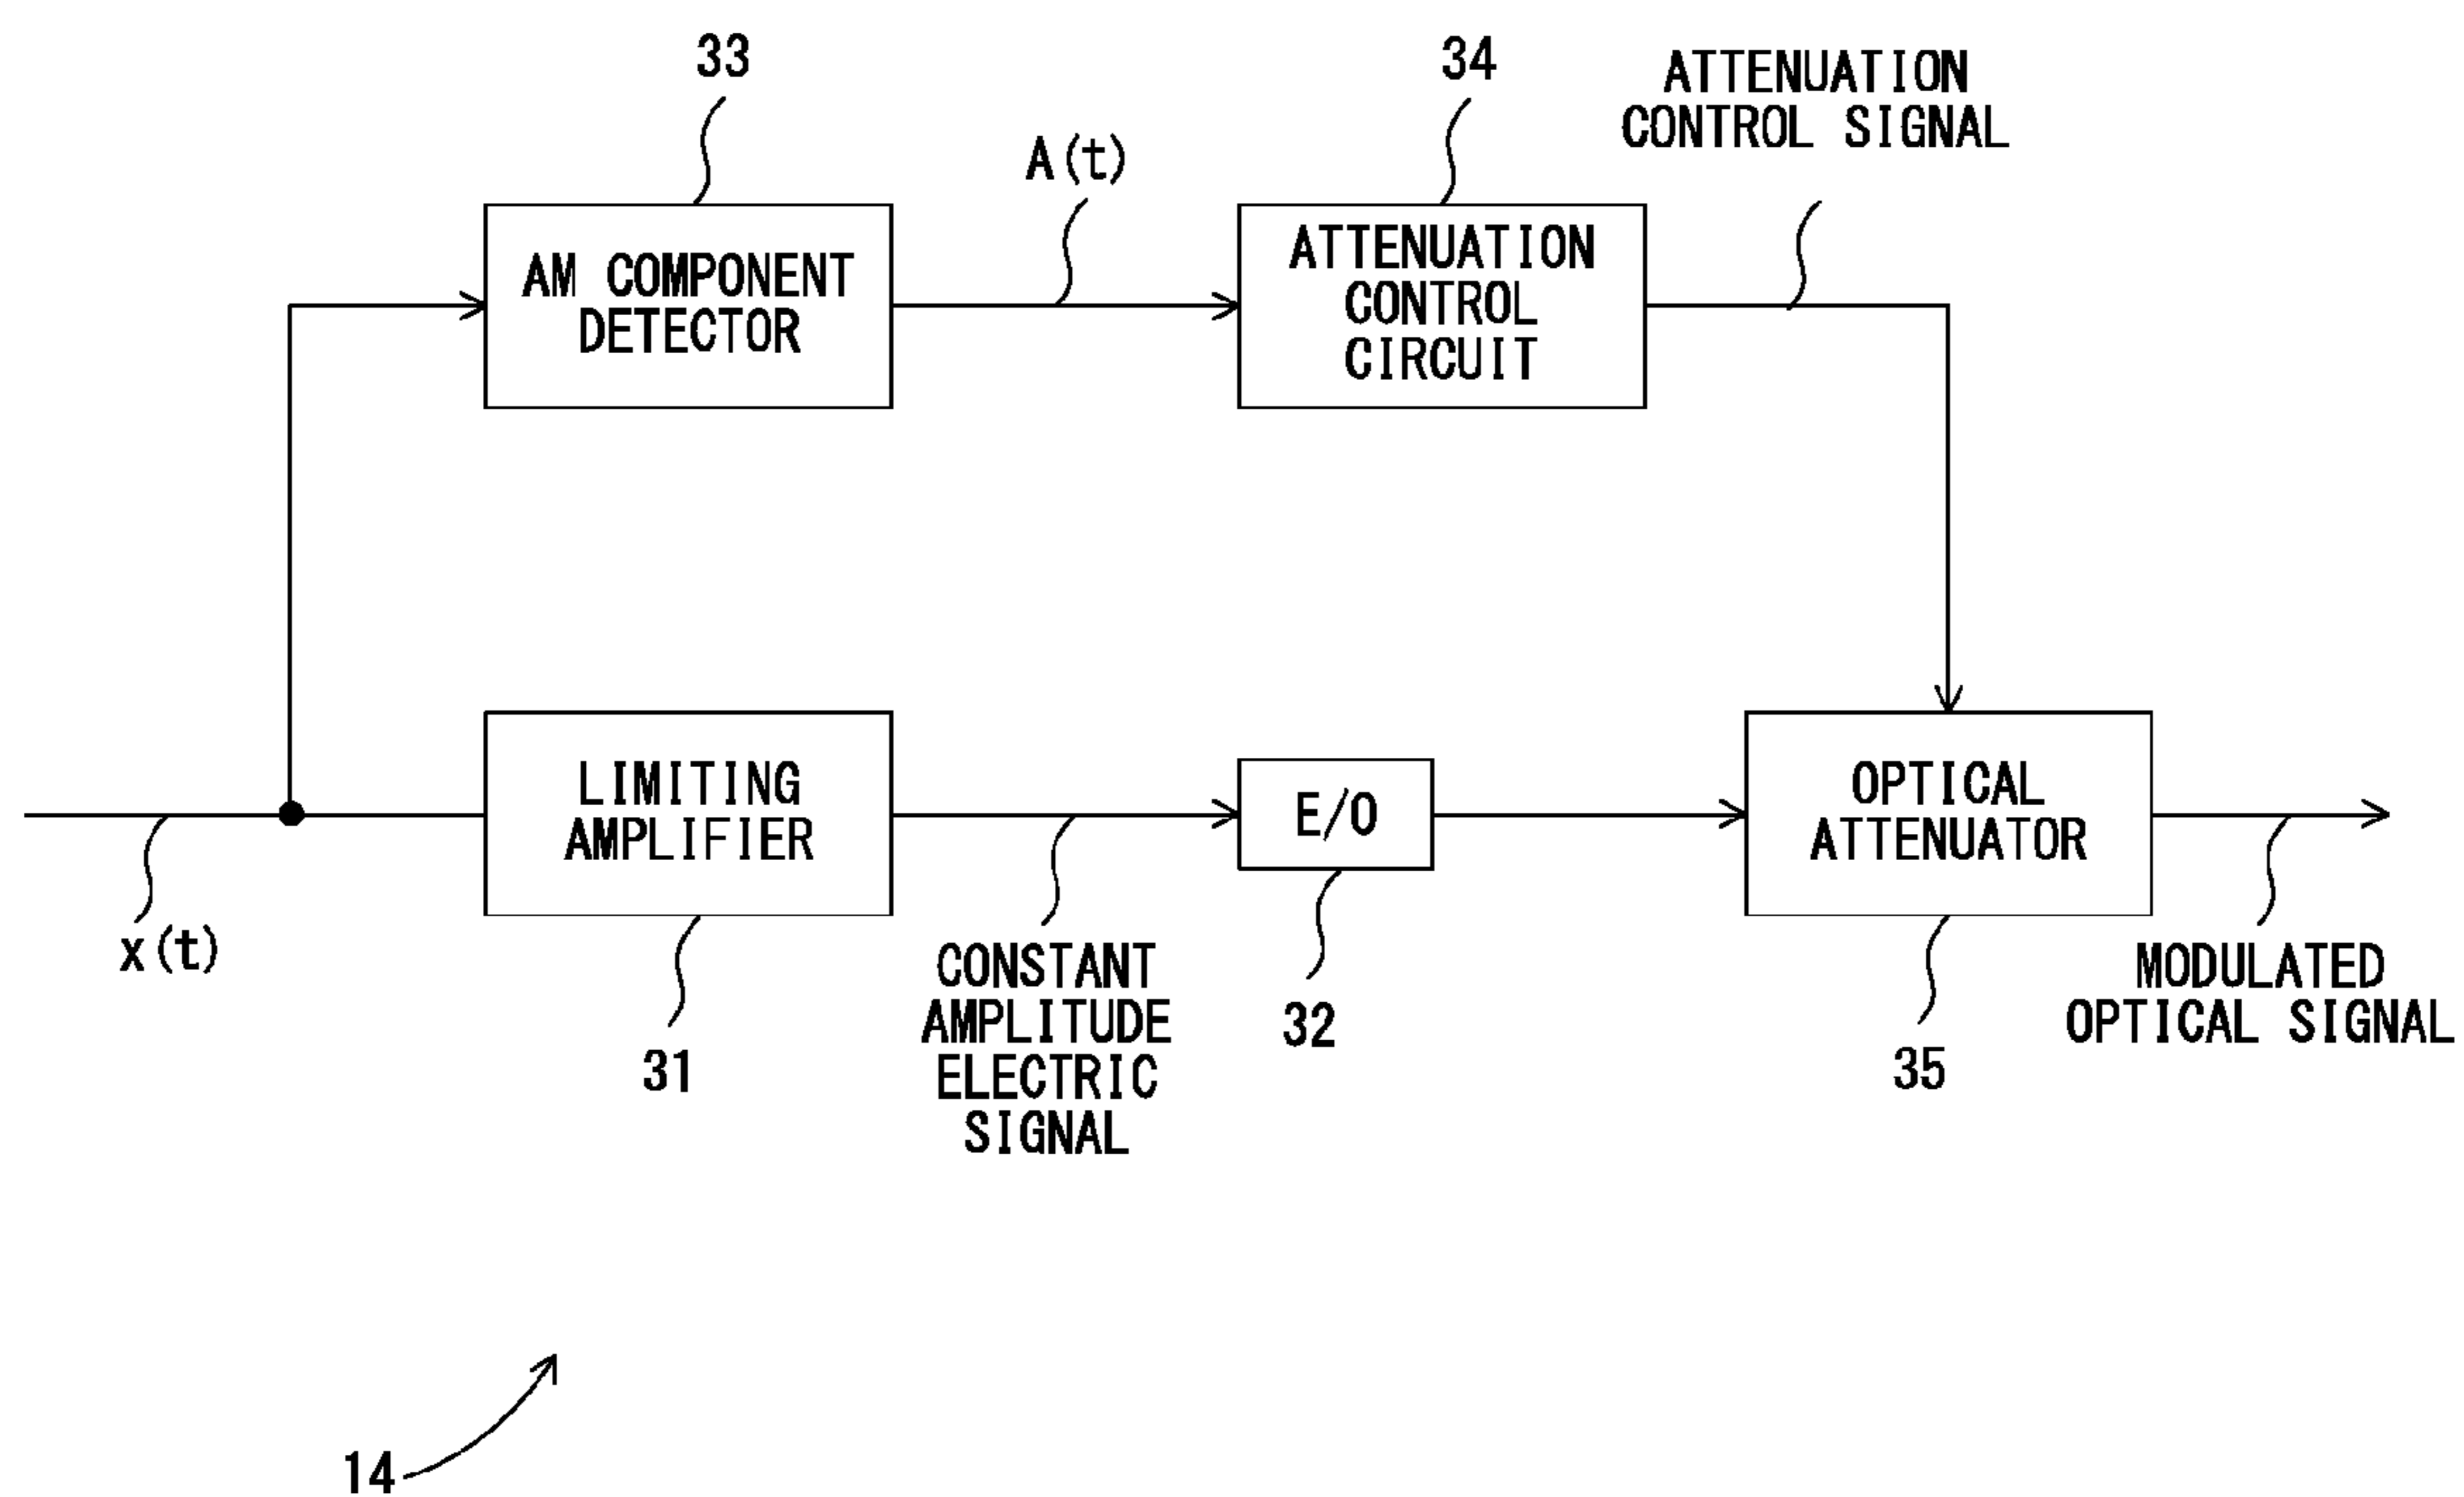 33
34
ATTENUATION
CONTROL SIGNAL
A(t)
AM COMPONENT
DETECTOR
ATTENUATION
CONTROL
CIRCUIT
LIMITING
AMPLIFIER
E/O
OPTICAL
ATTENUATOR
x(t)
CONSTANT
AMPLITUDE
ELECTRIC
SIGNAL
MODULATED
OPTICAL SIGNAL
31
32
35
14